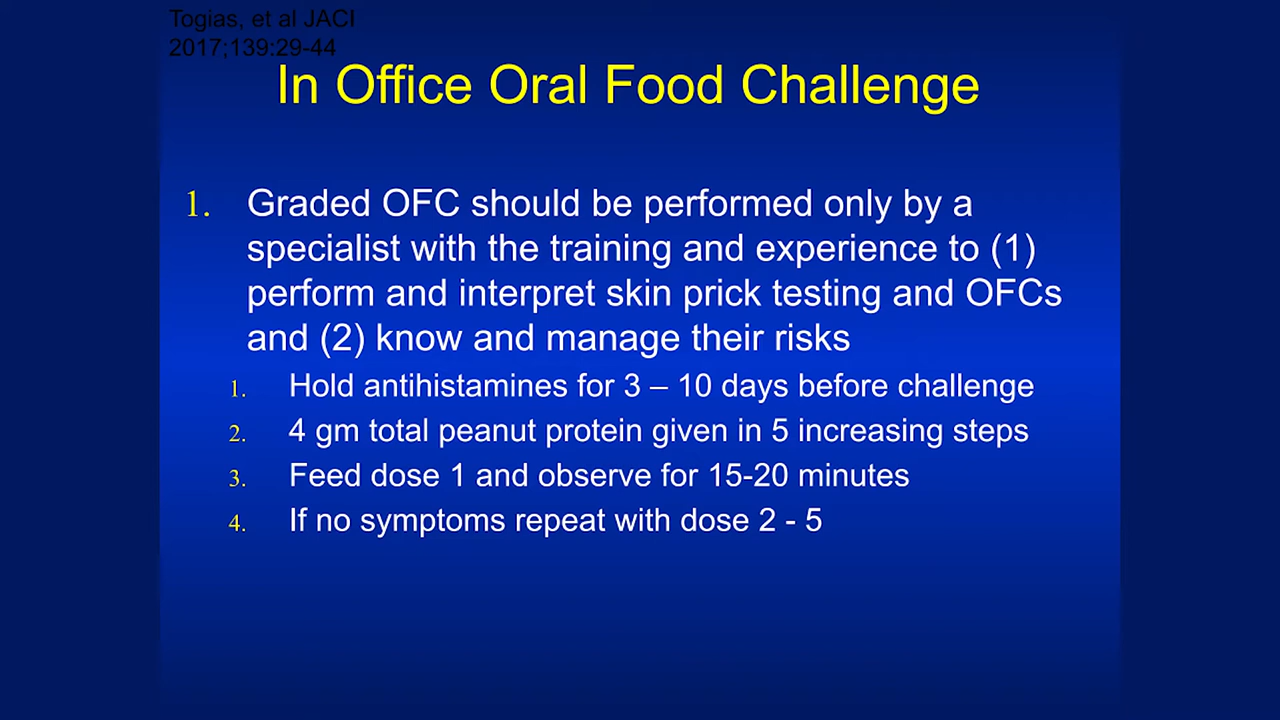 Togias, et al JACI
2017;139:29-44
In Office Oral Food Challenge
1. Graded OFC should be performed only by a
specialist with the training and experience to (1)
perform and interpret skin prick testing and OFCs
and (2) know and manage their risks
1. Hold antihistamines for 3 – 10 days before challenge
2. 4 gm total peanut protein given in 5 increasing steps
3. Feed dose 1 and observe for 15-20 minutes
4. If no symptoms repeat with dose 2 - 5